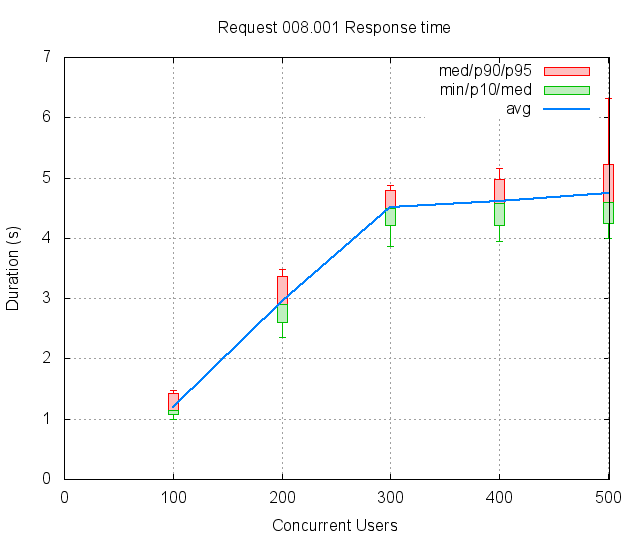 Request 008.001 Response time
7
6
5
4
3
2
1
0
med/p90/p95
min/p10/med
avg
Duration (s)
0 100 200 300 400 500
Concurrent Users